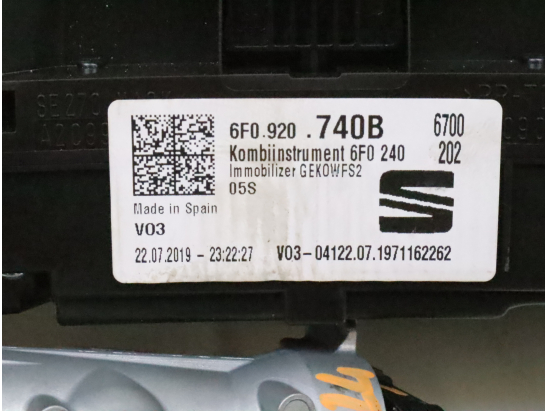 6F0.920 .740B 6700
Kombiinstrument 6F0 240 202
Immobilizer GEKOWFS2
05S
Made in Spain
V03
22.07.2019 - 23:22:27 V03-04122.07.1971162262